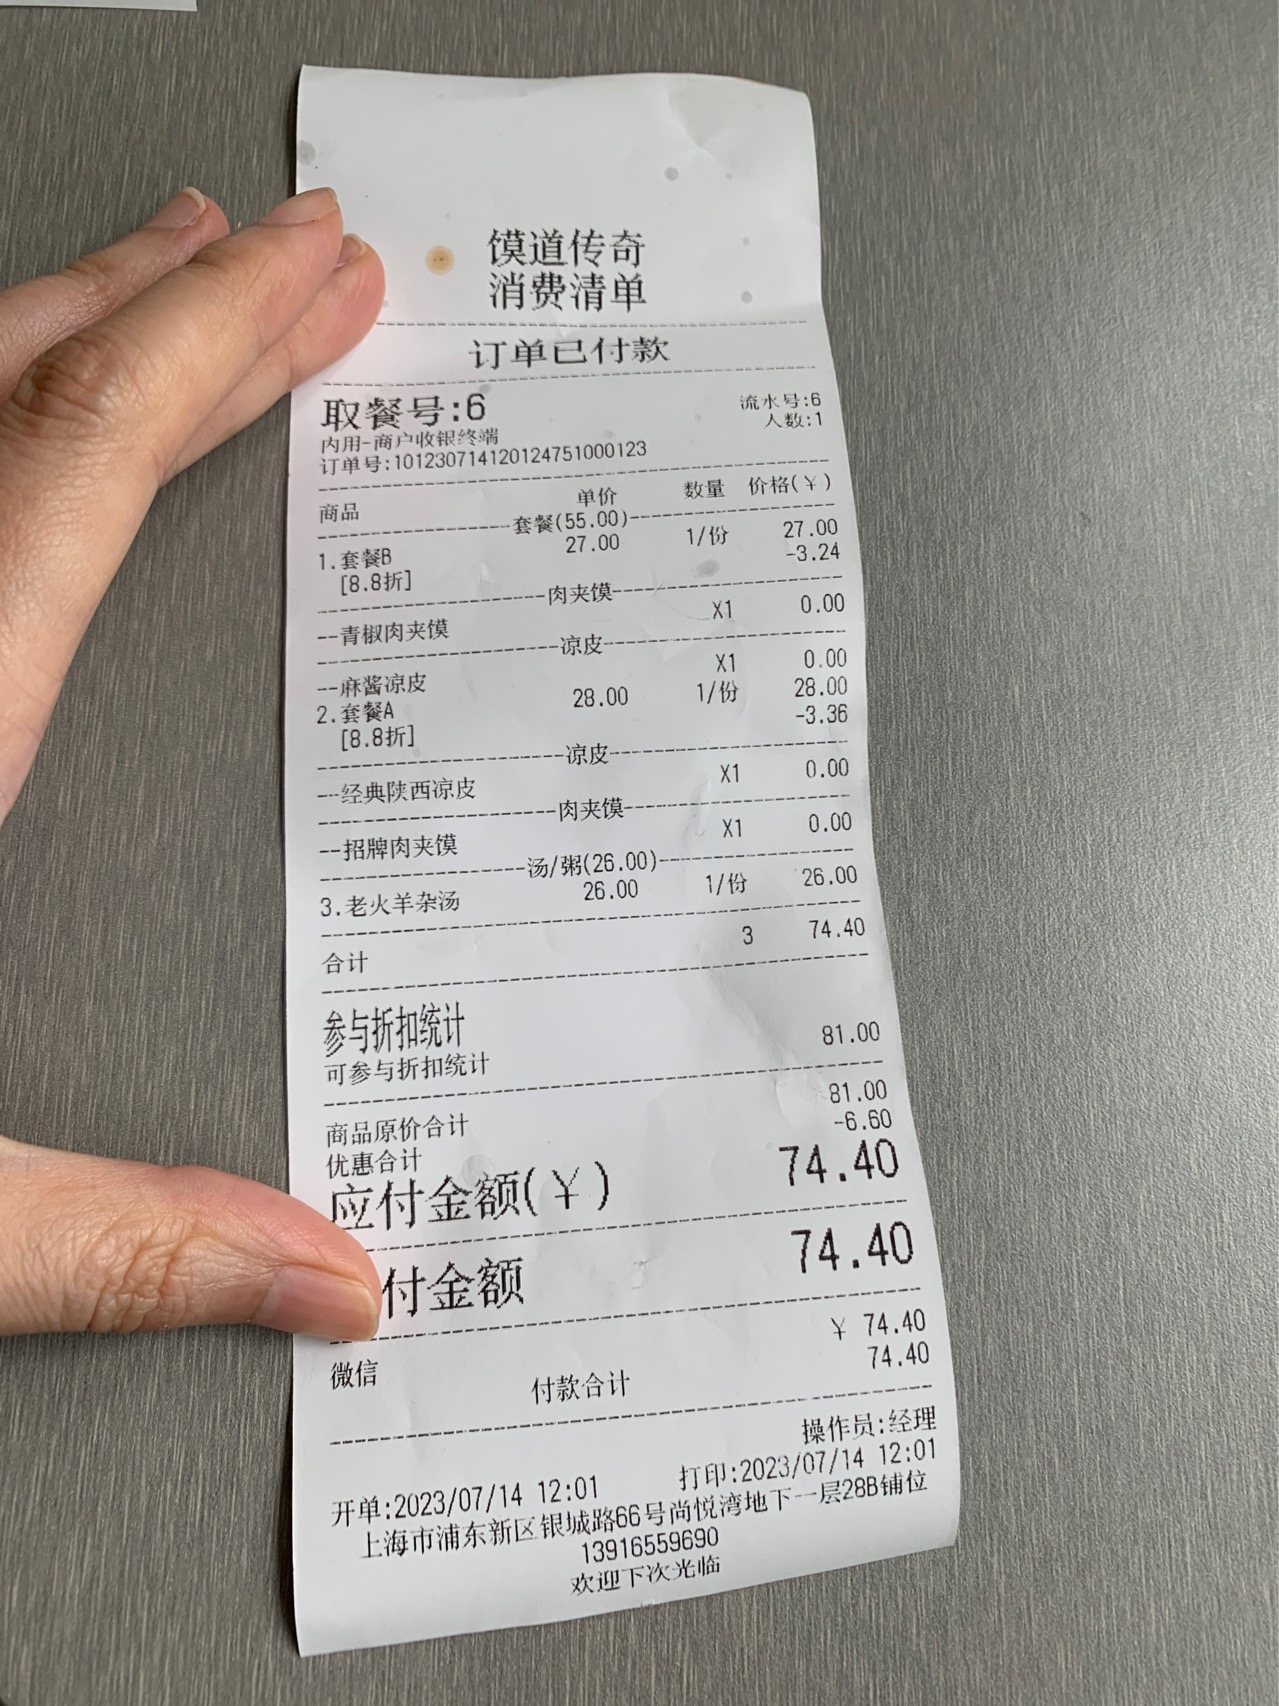 馍道传奇
消费清单
订单已付款
取餐号:6 流水号:6
内用-商户收银终端 人数:1
订单号:101230714120124751000123
商品 单价 数量 价格(¥)
套餐(55.00)
1.套餐B 27.00 1/份 27.00
[8.8折] -3.24
肉夹馍
--青椒肉夹馍 X1 0.00
凉皮
--麻酱凉皮 X1 0.00
2.套餐A 28.00 1/份 28.00
[8.8折] -3.36
凉皮
--经典陕西凉皮 X1 0.00
肉夹馍
--招牌肉夹馍 X1 0.00
汤/粥(26.00)
3.老火羊杂汤 26.00 1/份 26.00
合计 3 74.40
参与折扣统计
可参与折扣统计 81.00
商品原价合计 81.00
优惠合计 -6.60
应付金额(¥) 74.40
付金额 74.40
微信 ¥ 74.40
付款合计 74.40
操作员:经理
开单:2023/07/14 12:01 打印:2023/07/14 12:01
上海市浦东新区银城路66号尚悦湾地下一层28B铺位
13916559690
欢迎下次光临